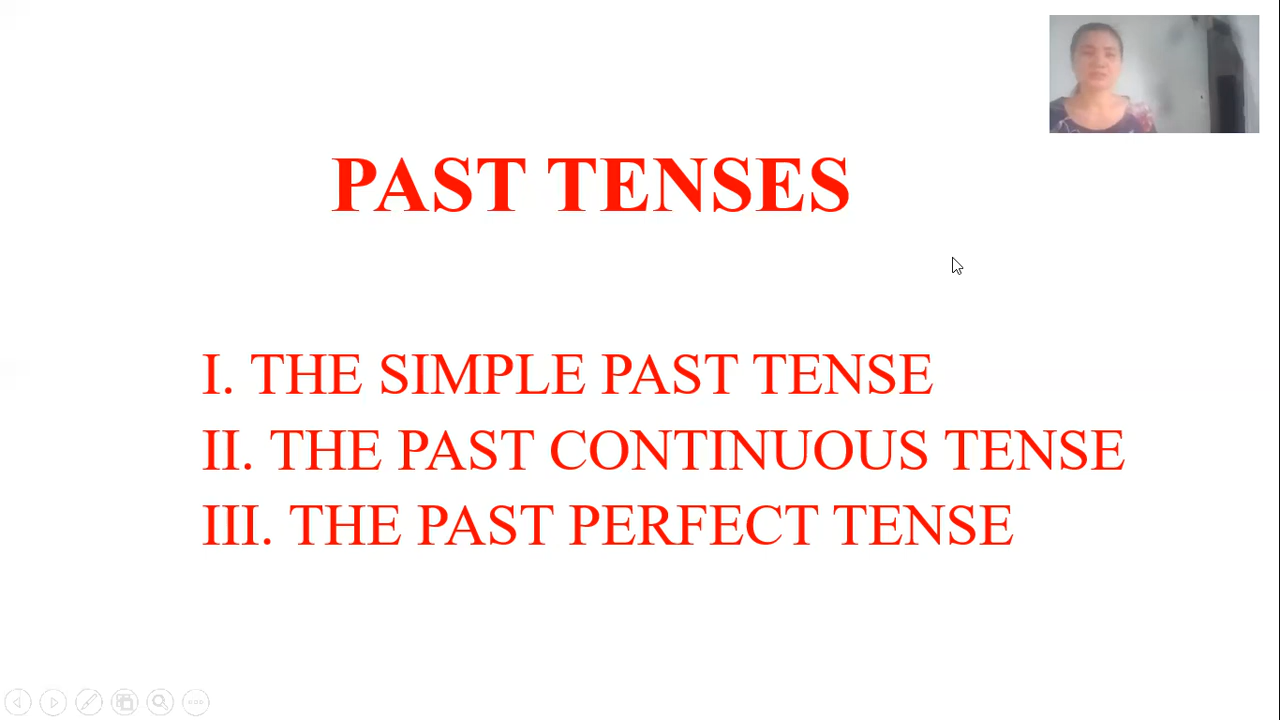 PAST TENSES
I. THE SIMPLE PAST TENSE
II. THE PAST CONTINUOUS TENSE
III. THE PAST PERFECT TENSE